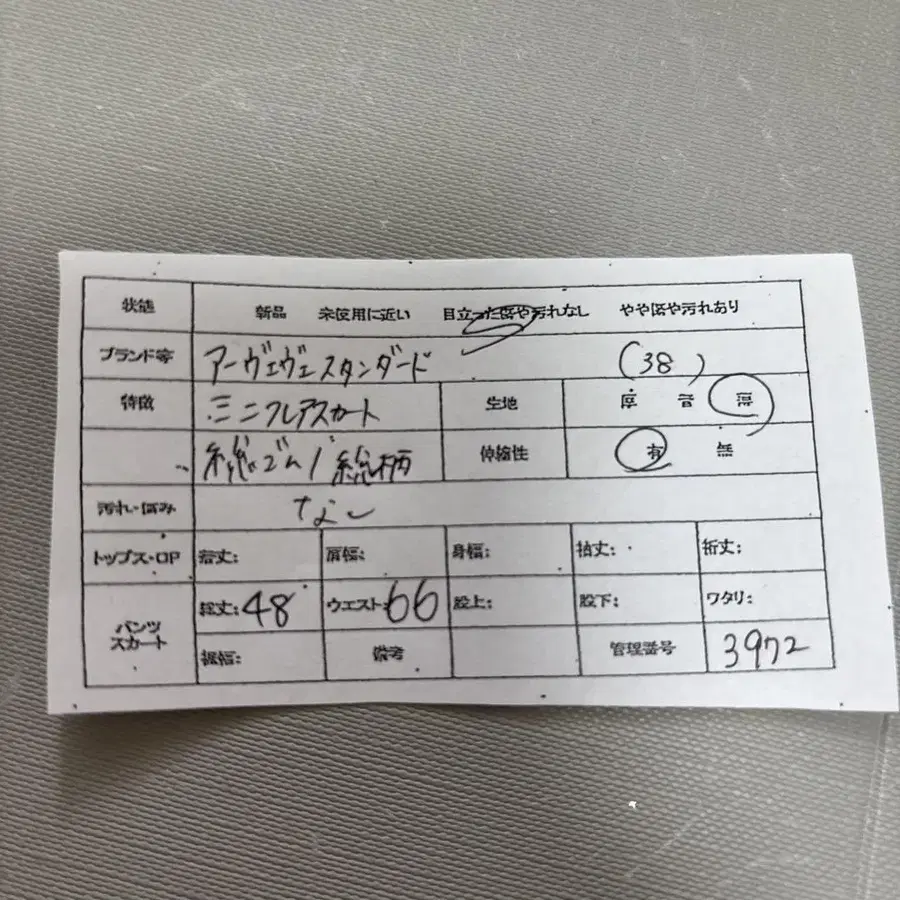 状態 新品 未使用に近い 目立った傷や汚れなし やや傷や汚れあり
ブランド等 アーヴェヴェスタンダード (38)
特徴 ミニフレアスカート 生地 厚 普 薄
総ゴム/総柄 伸縮性 有 無
汚れ・傷み なし
トップス・OP 着丈: 肩幅: 身幅: 袖丈: 裄丈:
パンツ スカート 総丈:48 ウエスト:66 股上: 股下: ワタリ:
裾幅: 備考 管理番号 3972